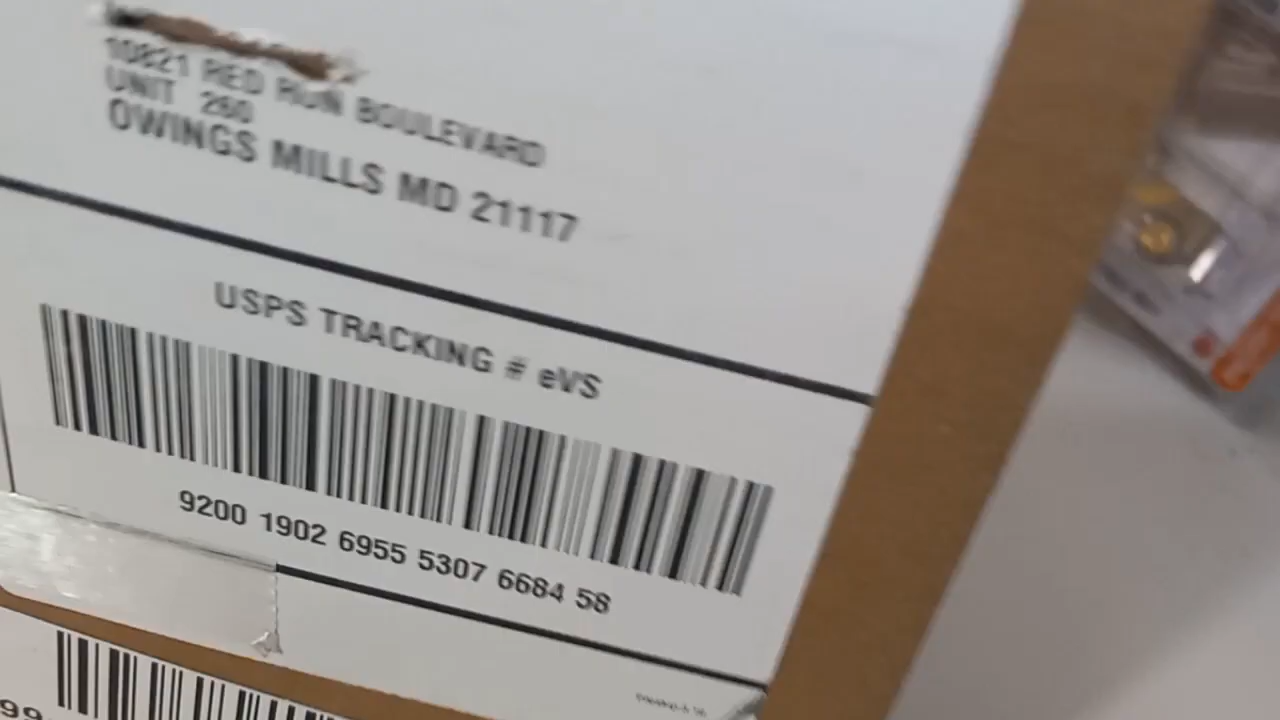 10821 RED RUN BOULEVARD
UNIT 260
OWINGS MILLS MD 21117
USPS TRACKING # eVS
9200 1902 6955 5307 6684 58
99